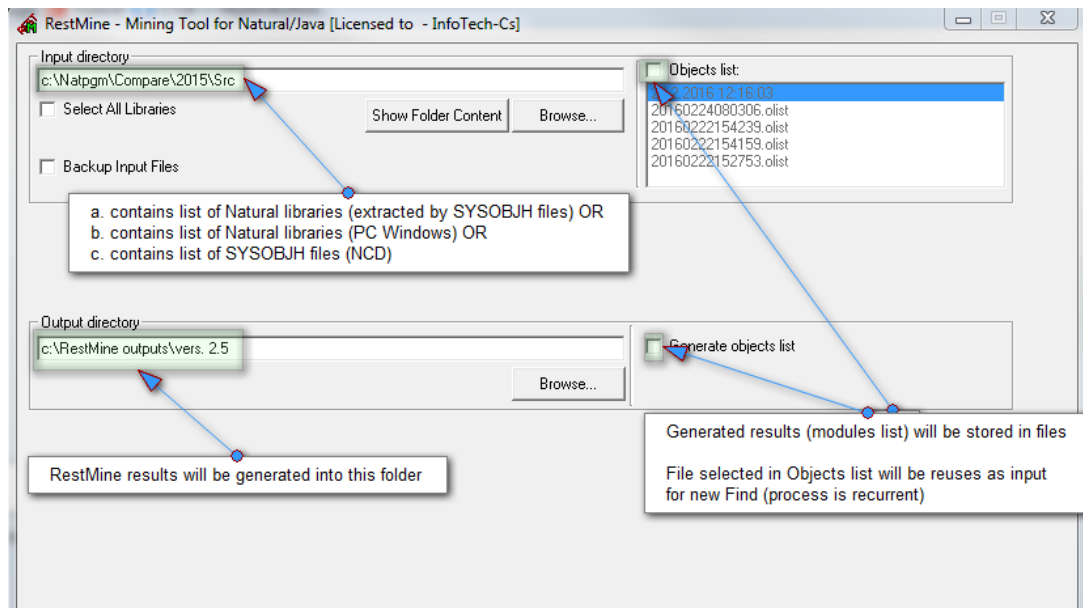 RestMine - Mining Tool for Natural/Java [Licensed to - InfoTech-Cs]
Input directory
c:\Natpgm\Compare\2015\Src
Select All Libraries
Show Folder Content
Browse...
Backup Input Files
Objects list:
2016 12:16:03
20160224080306.olist
20160222154239.olist
20160222154159.olist
20160222152753.olist
a. contains list of Natural libraries (extracted by SYSOBJH files) OR
b. contains list of Natural libraries (PC Windows) OR
c. contains list of SYSOBJH files (NCD)
Output directory
c:\RestMine outputs\vers. 2.5
Browse...
Generate objects list
RestMine results will be generated into this folder
Generated results (modules list) will be stored in files
File selected in Objects list will be reuses as input
for new Find (process is recurrent)